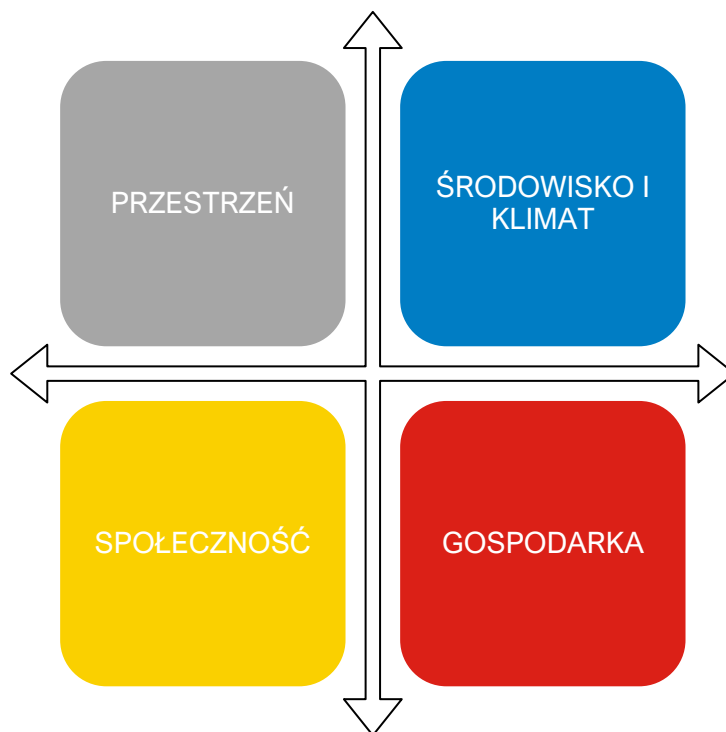 PRZESTRZEŃ
ŚRODOWISKO I
KLIMAT
SPOŁECZNOŚĆ
GOSPODARKA